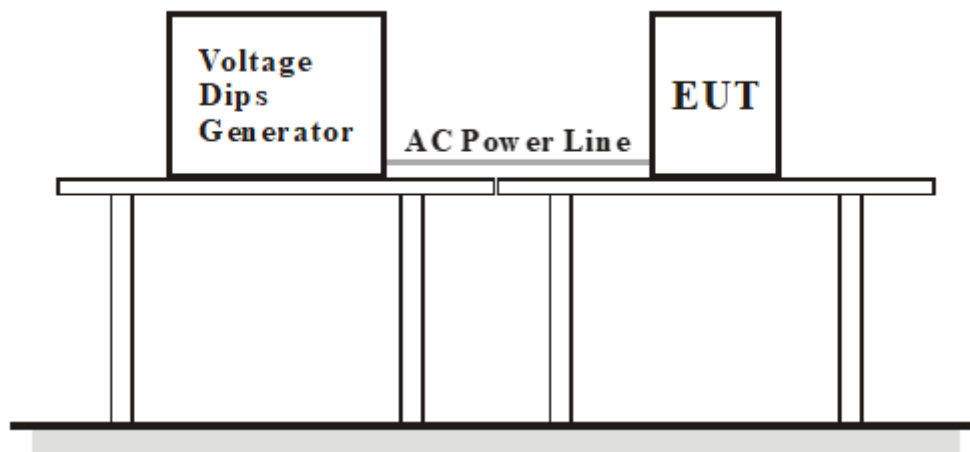 Voltage
Dips
Generator
AC Power Line
EUT